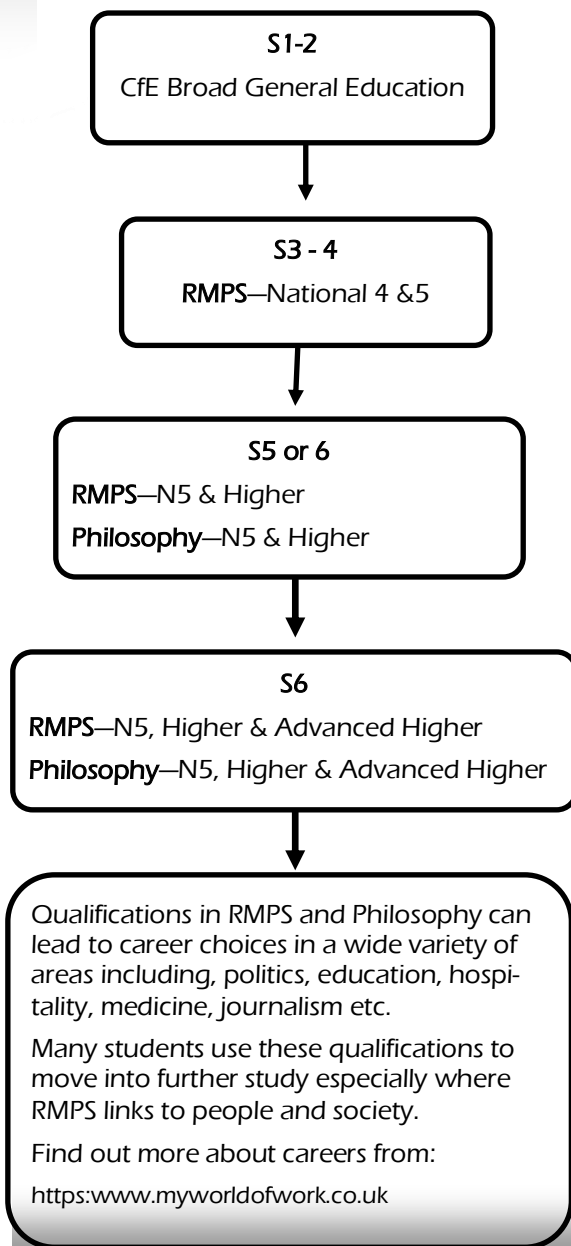 S1-2
CfE Broad General Education
S3 - 4
RMPS—National 4 &5
S5 or 6
RMPS—N5 & Higher
Philosophy—N5 & Higher
S6
RMPS—N5, Higher & Advanced Higher
Philosophy—N5, Higher & Advanced Higher
Qualifications in RMPS and Philosophy can
lead to career choices in a wide variety of
areas including, politics, education, hospi-
tality, medicine, journalism etc.
Many students use these qualifications to
move into further study especially where
RMPS links to people and society.
Find out more about careers from:
https:www.myworldofwork.co.uk